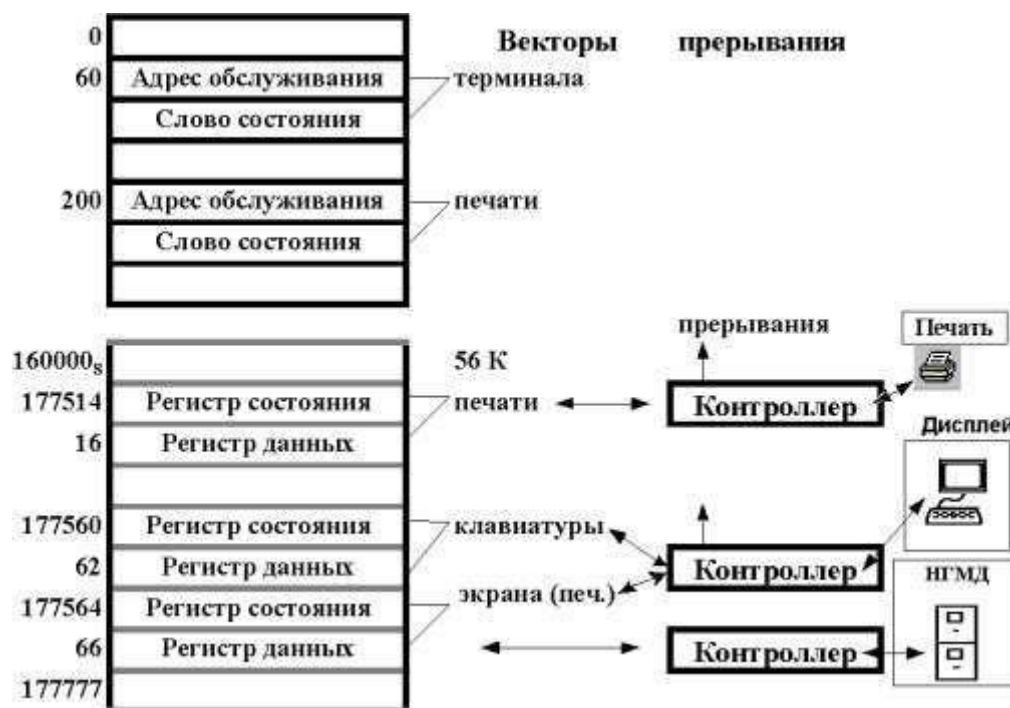 0
Векторы прерывания
60 Адрес обслуживания терминала
Слово состояния
200 Адрес обслуживания печати
Слово состояния
прерывания
Печать
160000₈ 56 К
177514 Регистр состояния печати Контроллер
16 Регистр данных
Дисплей
177560 Регистр состояния клавиатуры
62 Регистр данных Контроллер
НГМД
177564 Регистр состояния экрана (печ.)
66 Регистр данных Контроллер
177777